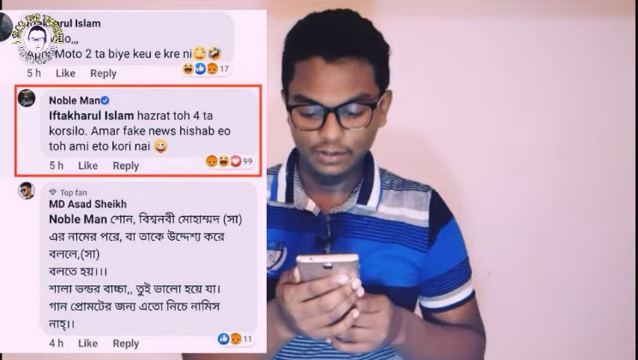 Iftakharul Islam
Apni Moto 2 ta biye keu e kre ni
5 h Like Reply 17
Noble Man
Iftakharul Islam hazrat toh 4 ta
korsilo. Amar fake news hishab eo
toh ami eto kori nai
5 h Like Reply 99
Top fan
MD Asad Sheikh
Noble Man শোন, বিশ্বনবী মোহাম্মদ (সা)
এর নামের পরে, বা তাকে উদ্দেশ্য করে
বললে,(সা)
বলতে হয়।।।
শালা ভন্ডর বাচ্চা,, তুই ভালো হয়ে যা।
গান প্রোমটের জন্য এতো নিচে নামিস
নাহ্।।
4 h Like Reply 11